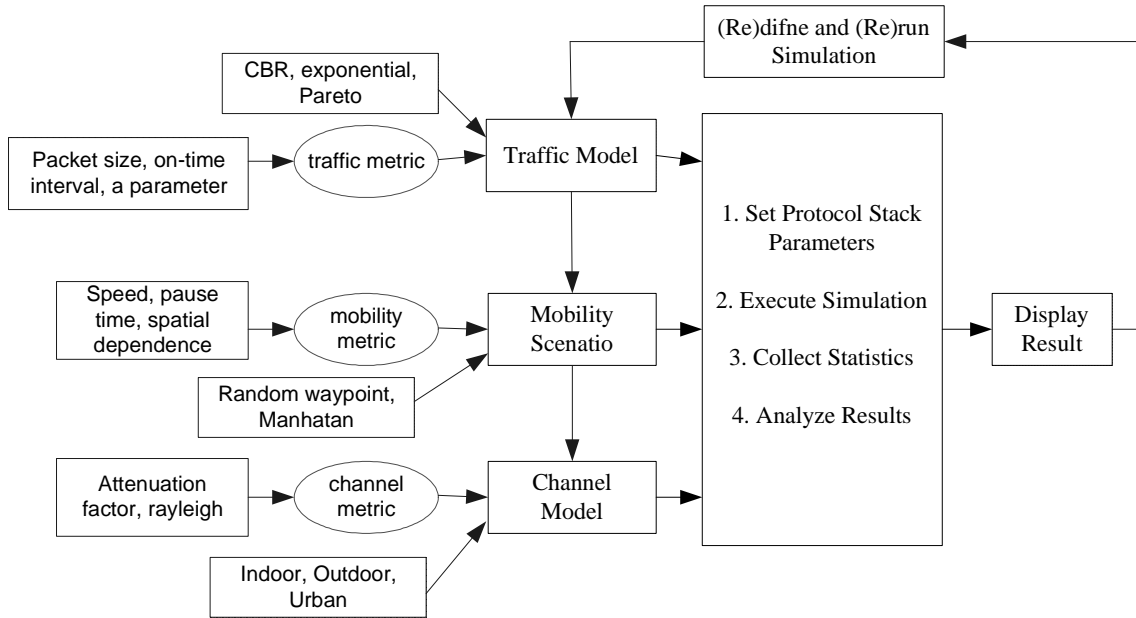 (Re)difne and (Re)run
Simulation
CBR, exponential,
Pareto
Packet size, on-time
interval, a parameter
traffic metric
Traffic Model
1. Set Protocol Stack
Parameters
2. Execute Simulation
3. Collect Statistics
4. Analyze Results
Speed, pause
time, spatial
dependence
mobility
metric
Mobility
Scenatio
Display
Result
Random waypoint,
Manhatan
Attenuation
factor, rayleigh
channel
metric
Channel
Model
Indoor, Outdoor,
Urban